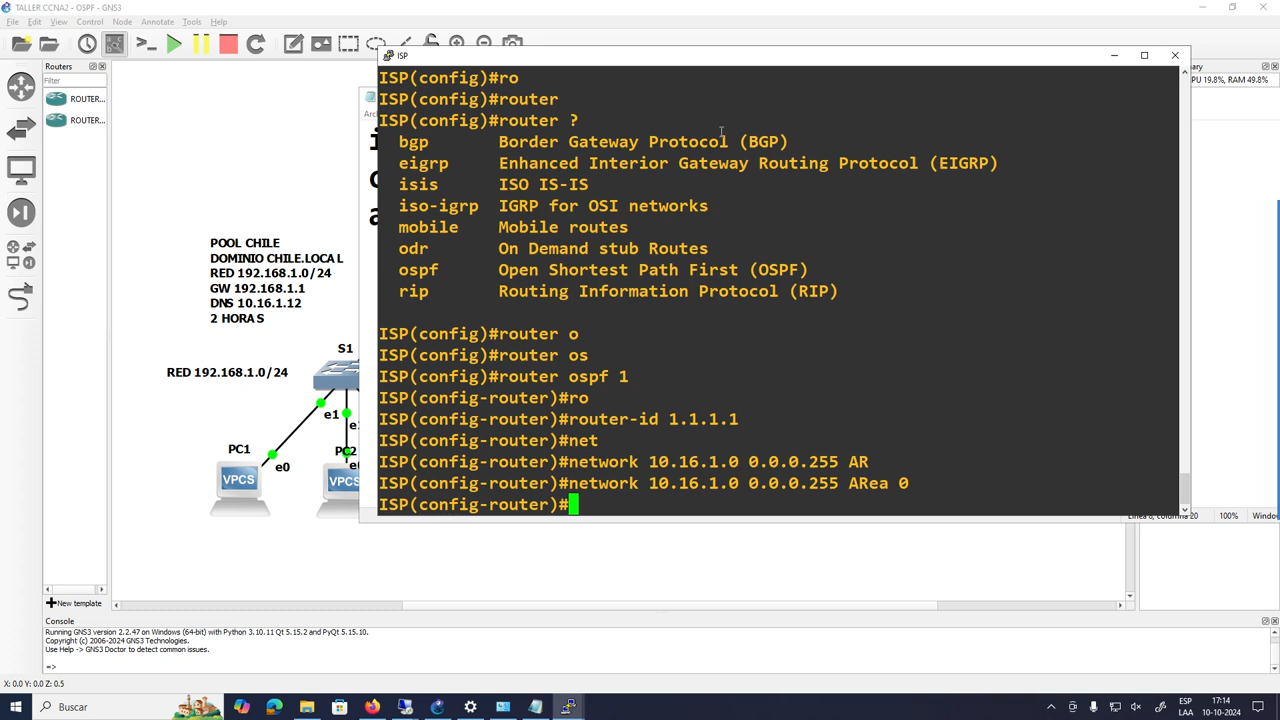 TALLER CCNA2 - OSPF - GNS3
File Edit View Control Node Annotate Tools Help
Routers
Filter
ROUTER...
ROUTER...
New template
ISP
ISP(config)#ro
ISP(config)#router
ISP(config)#router ?
bgp Border Gateway Protocol (BGP)
eigrp Enhanced Interior Gateway Routing Protocol (EIGRP)
isis ISO IS-IS
iso-igrp IGRP for OSI networks
mobile Mobile routes
odr On Demand stub Routes
ospf Open Shortest Path First (OSPF)
rip Routing Information Protocol (RIP)
ISP(config)#router o
ISP(config)#router os
ISP(config)#router ospf 1
ISP(config-router)#ro
ISP(config-router)#router-id 1.1.1.1
ISP(config-router)#net
ISP(config-router)#network 10.16.1.0 0.0.0.255 AR
ISP(config-router)#network 10.16.1.0 0.0.0.255 ARea 0
ISP(config-router)#
PU 19.8%, RAM 49.8%
POOL CHILE
DOMINIO CHILE.LOCAL
RED 192.168.1.0/24
GW 192.168.1.1
DNS 10.16.1.12
2 HORAS
S1
RED 192.168.1.0/24
e1
PC1
e0
PC2
VPCS
VPCS
100%
Windo
Console
Running GNS3 version 2.2.47 on Windows (64-bit) with Python 3.10.11 Qt 5.15.2 and PyQt 5.15.10.
Copyright (c) 2006-2024 GNS3 Technologies.
Use Help -> GNS3 Doctor to detect common issues.
=>
X: 0.0 Y: 0.0 Z: 0.5
Buscar
ESP
LAA
17:14
10-10-2024